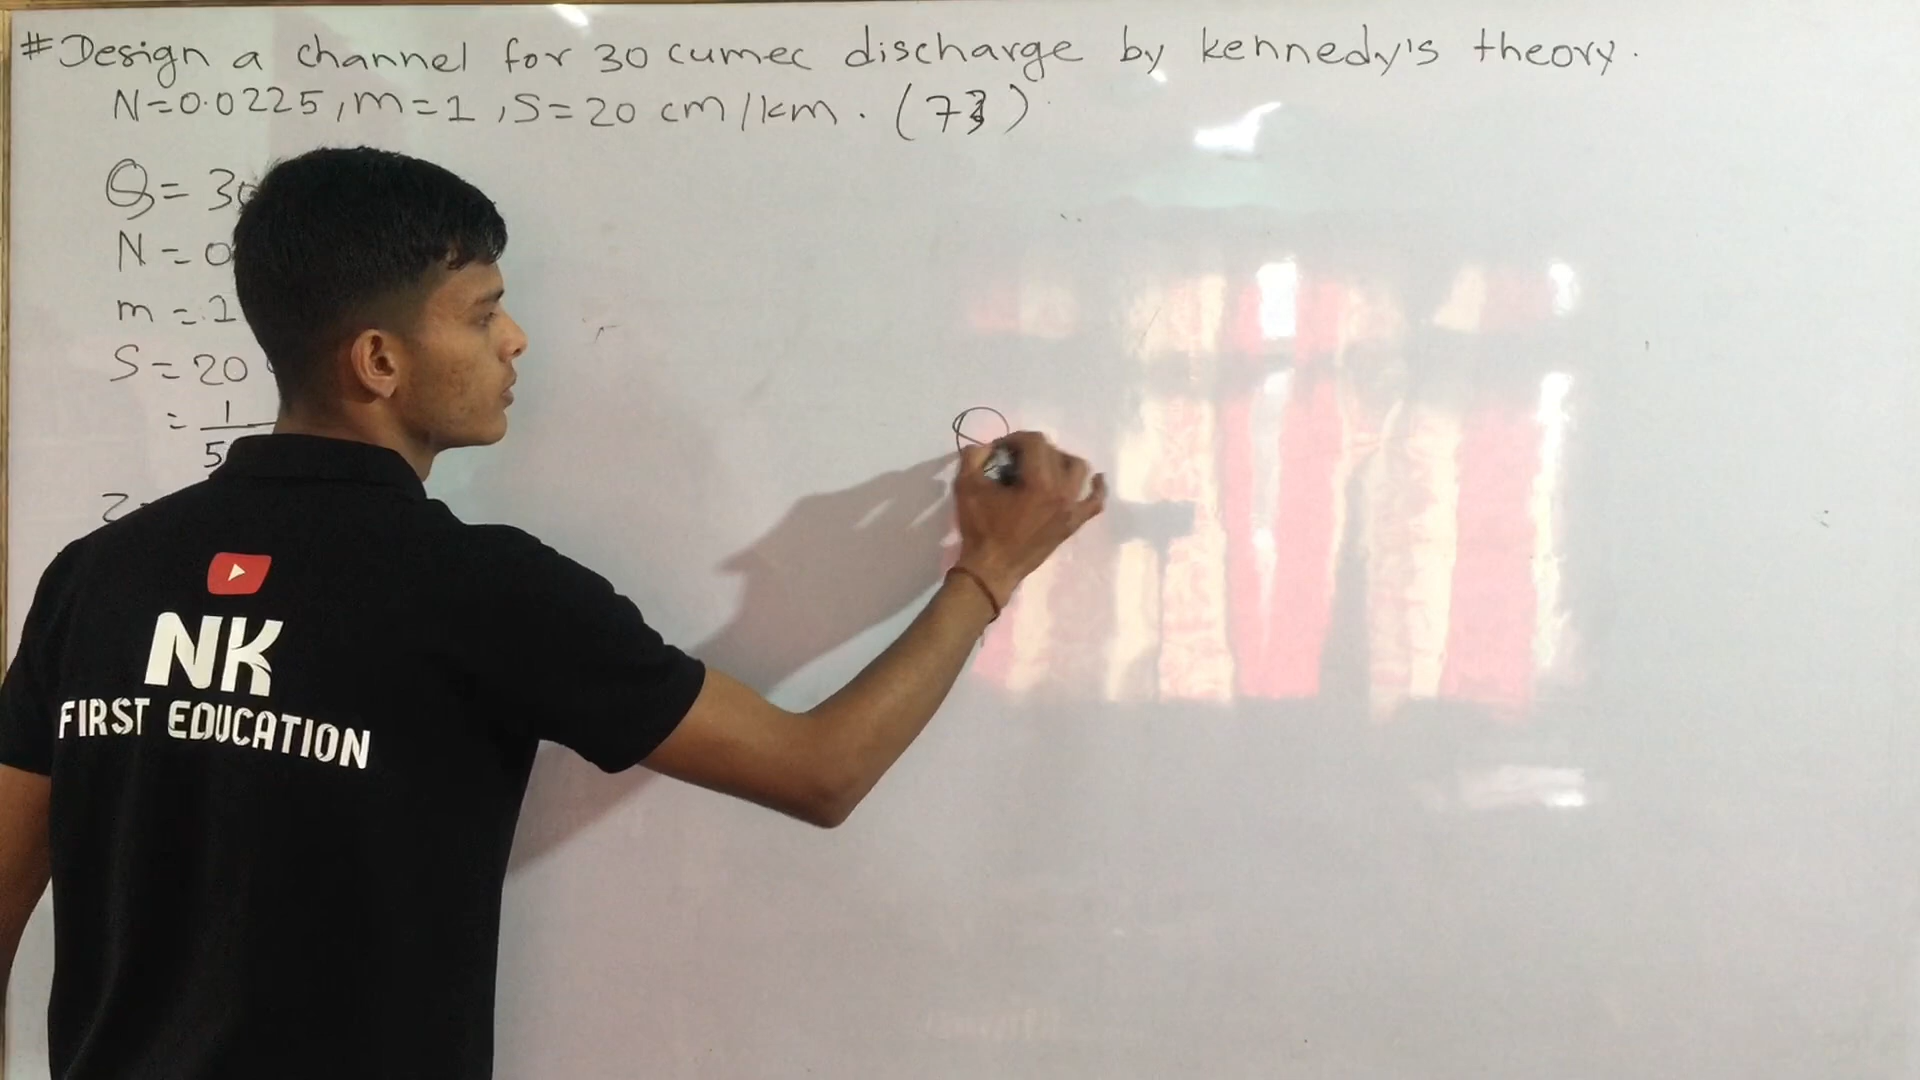 # Design a channel for 30 cumec discharge by kennedy's theory.
N=0.0225, m=1, S=20 cm/km. (73)
Q= 30
N = 0
m = 1
S = 20
= 1
5
Q
NK
FIRST EDUCATION